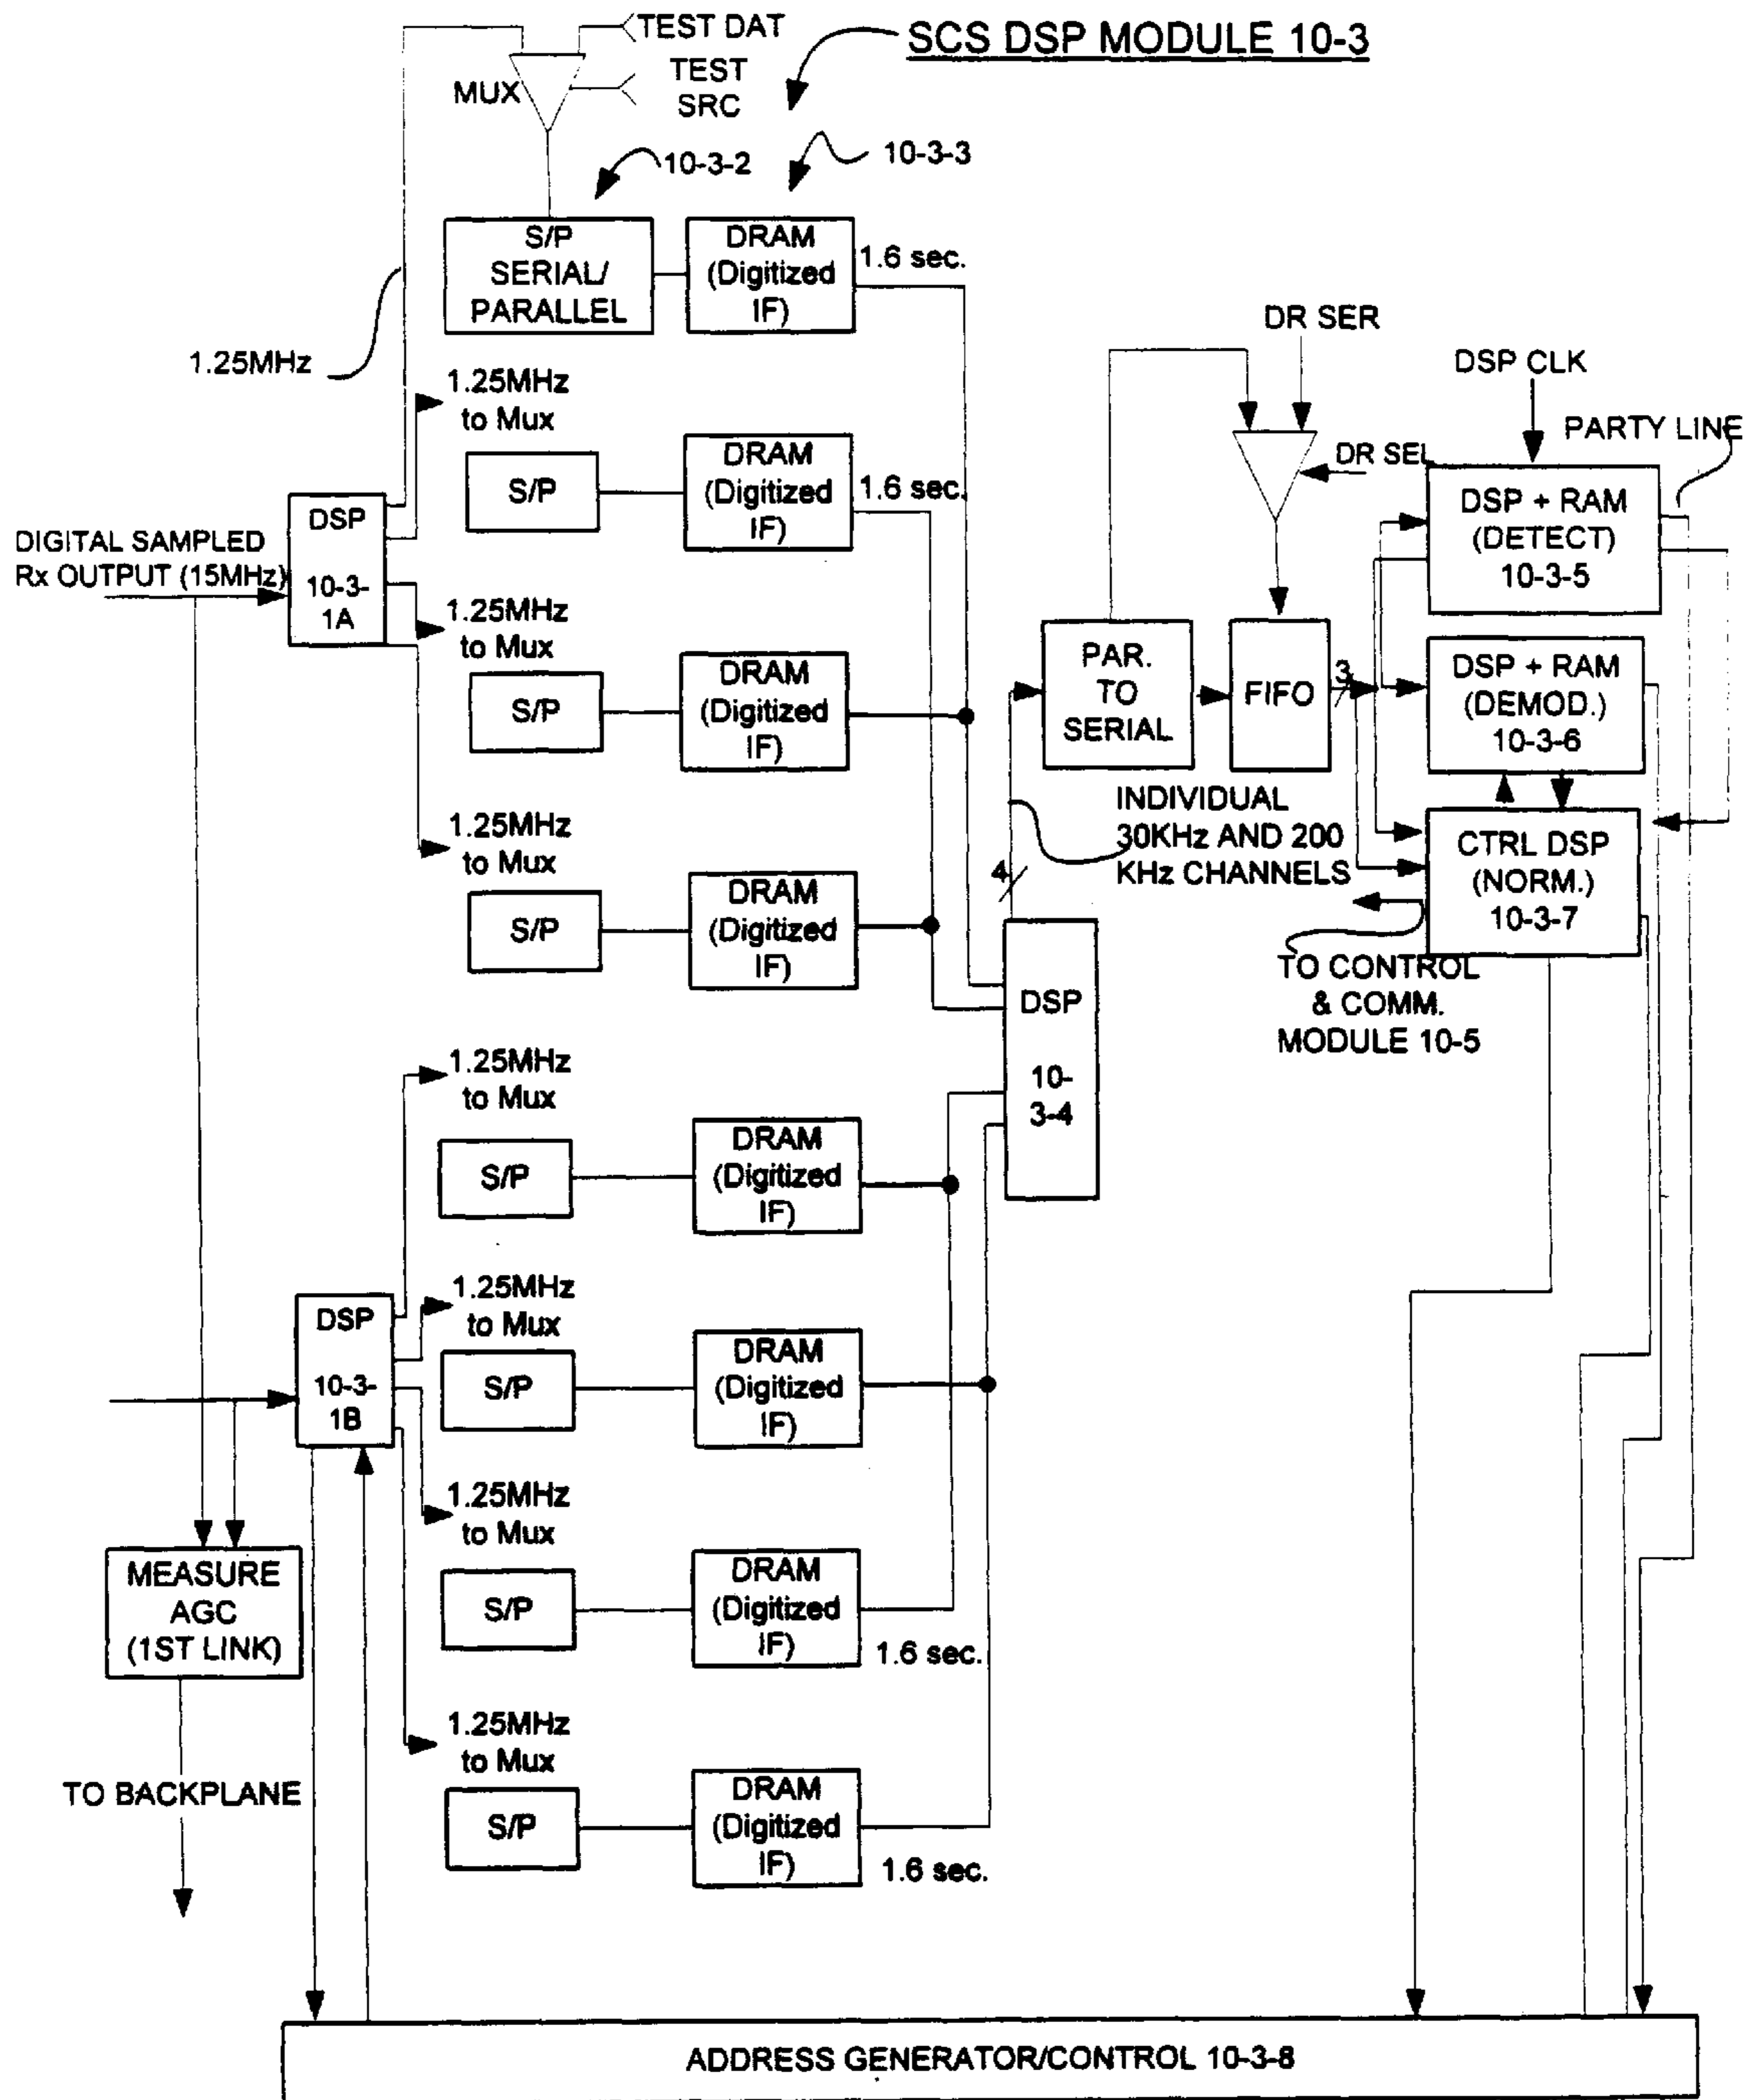 TEST DAT
SCS DSP MODULE 10-3
MUX
TEST
SRC
10-3-2
10-3-3
S/P
SERIAL/
PARALLEL
DRAM
(Digitized
IF)
1.6 sec.
1.25MHz
1.25MHz
to Mux
S/P
DRAM
(Digitized
IF)
1.6 sec.
DIGITAL SAMPLED
Rx OUTPUT (15MHz)
DSP
10-3-
1A
1.25MHz
to Mux
S/P
DRAM
(Digitized
IF)
1.25MHz
to Mux
S/P
DRAM
(Digitized
IF)
DR SER
DSP CLK
PARTY LINE
DR SEL
DSP + RAM
(DETECT)
10-3-5
PAR.
TO
SERIAL
FIFO
3
DSP + RAM
(DEMOD.)
10-3-6
INDIVIDUAL
30KHz AND 200
KHz CHANNELS
4
CTRL DSP
(NORM.)
10-3-7
TO CONTROL
& COMM.
MODULE 10-5
DSP
10-
3-4
1.25MHz
to Mux
S/P
DRAM
(Digitized
IF)
DSP
10-3-
1B
1.25MHz
to Mux
S/P
DRAM
(Digitized
IF)
1.25MHz
to Mux
S/P
DRAM
(Digitized
IF)
1.6 sec.
MEASURE
AGC
(1ST LINK)
TO BACKPLANE
1.25MHz
to Mux
S/P
DRAM
(Digitized
IF)
1.6 sec.
ADDRESS GENERATOR/CONTROL 10-3-8